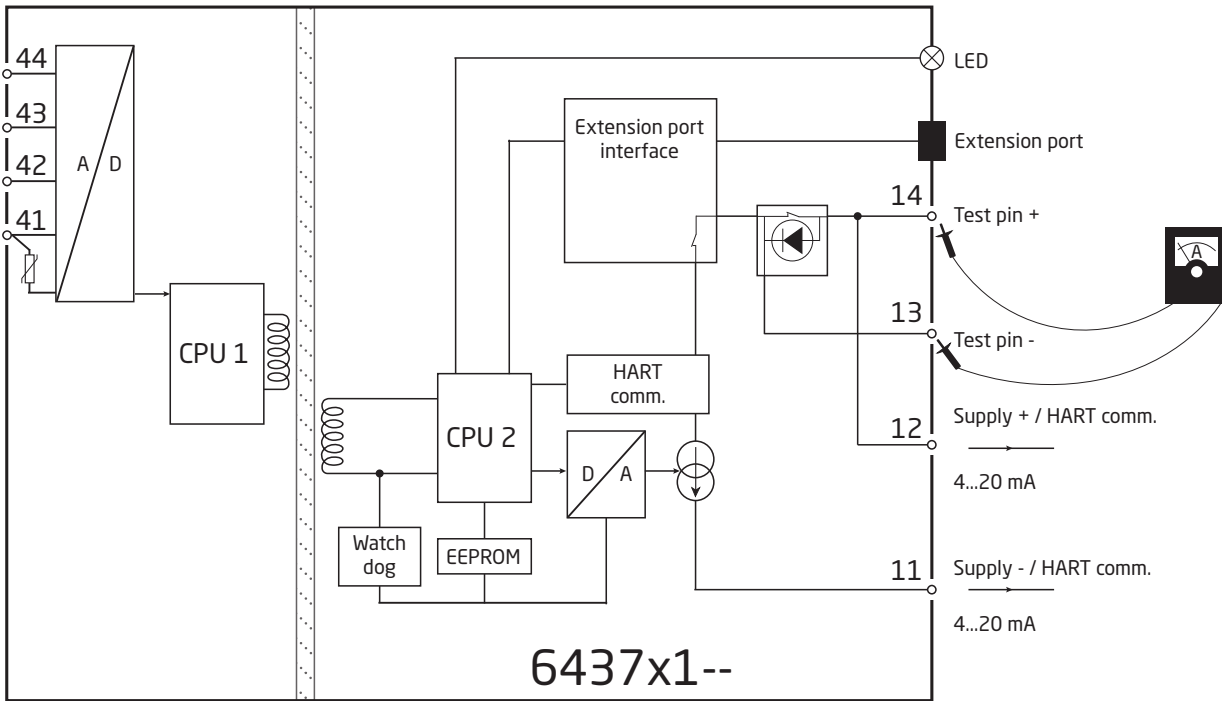 44
43
42
41
A
D
CPU 1
LED
Extension port
interface
Extension port
14
Test pin +
A
13
Test pin -
HART
comm.
CPU 2
Supply + / HART comm.
12
4...20 mA
D
A
Watch
dog
EEPROM
11
Supply - / HART comm.
4...20 mA
6437x1--